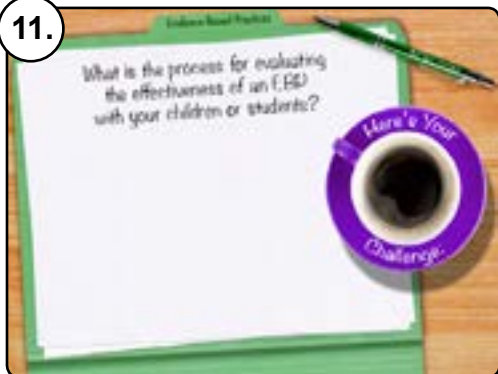 11.
Evidence-Based Practices
What is the process for evaluating
the effectiveness of an EBP
with your children or students?
Here's Your
Challenge: